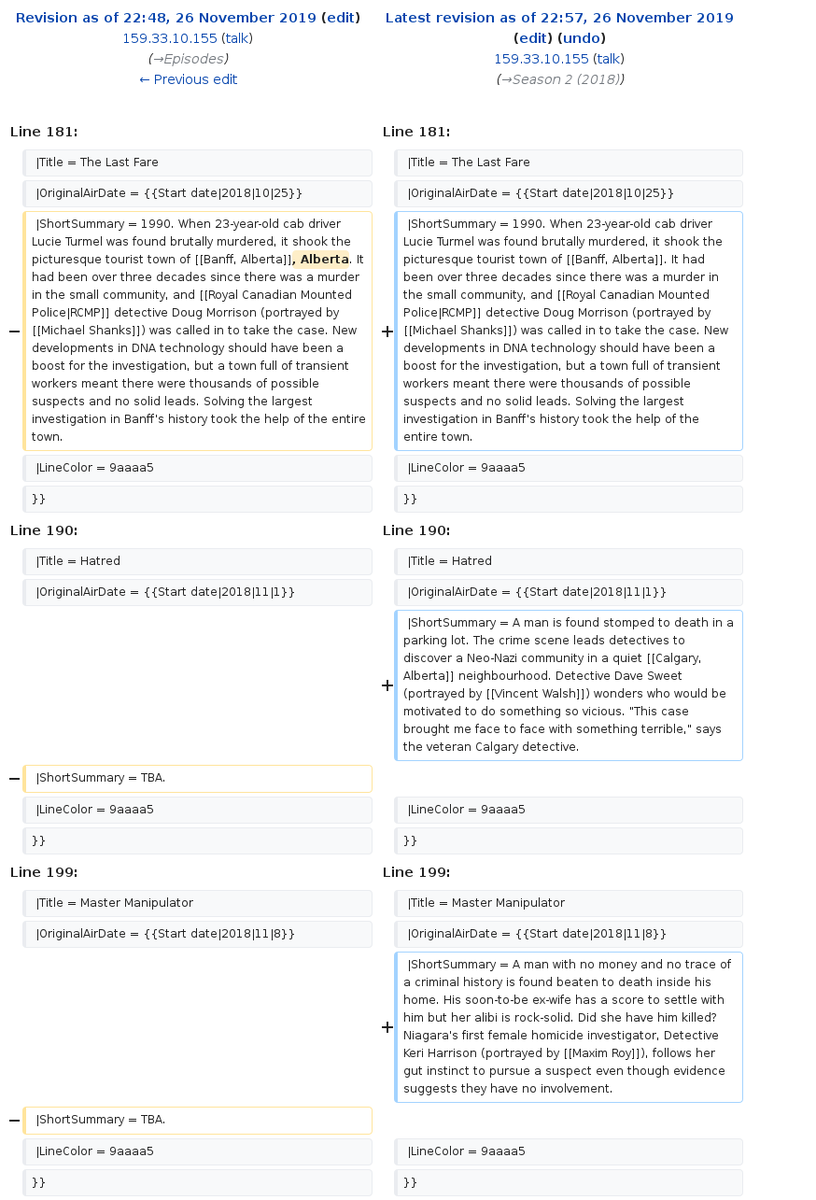 Revision as of 22:48, 26 November 2019 (edit)
159.33.10.155 (talk)
(→Episodes)
← Previous edit
Latest revision as of 22:57, 26 November 2019
(edit) (undo)
159.33.10.155 (talk)
(→Season 2 (2018))
Line 181:
Line 181:
|Title = The Last Fare
|Title = The Last Fare
|OriginalAirDate = {{Start date|2018|10|25}}
|OriginalAirDate = {{Start date|2018|10|25}}
−
|ShortSummary = 1990. When 23-year-old cab driver
Lucie Turmel was found brutally murdered, it shook the
picturesque tourist town of [[Banff, Alberta]], Alberta. It
had been over three decades since there was a murder
in the small community, and [[Royal Canadian Mounted
Police|RCMP]] detective Doug Morrison (portrayed by
[[Michael Shanks]]) was called in to take the case. New
developments in DNA technology should have been a
boost for the investigation, but a town full of transient
workers meant there were thousands of possible
suspects and no solid leads. Solving the largest
investigation in Banff's history took the help of the entire
town.
+
|ShortSummary = 1990. When 23-year-old cab driver
Lucie Turmel was found brutally murdered, it shook the
picturesque tourist town of [[Banff, Alberta]]. It had been
over three decades since there was a murder in the
small community, and [[Royal Canadian Mounted
Police|RCMP]] detective Doug Morrison (portrayed by
[[Michael Shanks]]) was called in to take the case. New
developments in DNA technology should have been a
boost for the investigation, but a town full of transient
workers meant there were thousands of possible
suspects and no solid leads. Solving the largest
investigation in Banff's history took the help of the
entire town.
|LineColor = 9aaaa5
|LineColor = 9aaaa5
}}
}}
Line 190:
Line 190:
|Title = Hatred
|Title = Hatred
|OriginalAirDate = {{Start date|2018|11|1}}
|OriginalAirDate = {{Start date|2018|11|1}}
+
|ShortSummary = A man is found stomped to death in a
parking lot. The crime scene leads detectives to
discover a Neo-Nazi community in a quiet [[Calgary,
Alberta]] neighbourhood. Detective Dave Sweet
(portrayed by [[Vincent Walsh]]) wonders who would be
motivated to do something so vicious. "This case
brought me face to face with something terrible," says
the veteran Calgary detective.
−
|ShortSummary = TBA.
|LineColor = 9aaaa5
|LineColor = 9aaaa5
}}
}}
Line 199:
Line 199:
|Title = Master Manipulator
|Title = Master Manipulator
|OriginalAirDate = {{Start date|2018|11|8}}
|OriginalAirDate = {{Start date|2018|11|8}}
+
|ShortSummary = A man with no money and no trace of
a criminal history is found beaten to death inside his
home. His soon-to-be ex-wife has a score to settle with
him but her alibi is rock-solid. Did she have him killed?
Niagara's first female homicide investigator, Detective
Keri Harrison (portrayed by [[Maxim Roy]]), follows her
gut instinct to pursue a suspect even though evidence
suggests they have no involvement.
−
|ShortSummary = TBA.
|LineColor = 9aaaa5
|LineColor = 9aaaa5
}}
}}